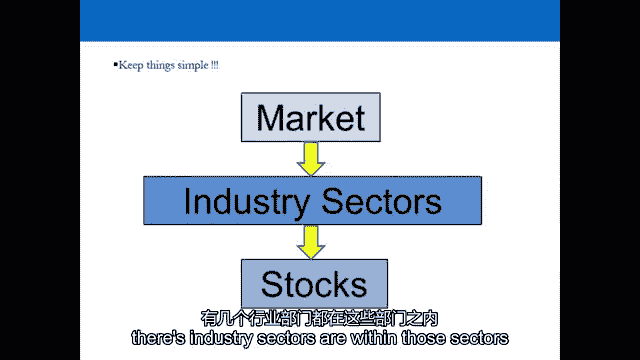 ▪Keep things simple !!!
Market
Industry Sectors
Stocks
有几个行业部门都在这些部门之内
there's industry sectors are within those sectors